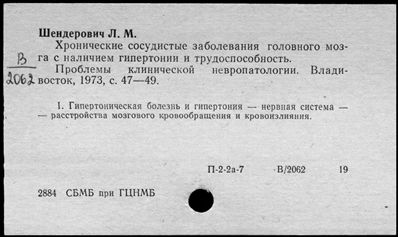 Шендерович Л. М.
Хронические сосудистые заболевания головного моз-
га с наличием гипертонии и трудоспособность.
Проблемы клинической невропатологии. Влади-
восток, 1973, с. 47—49.
В
2062
1. Гипертоническая болезнь и гипертония — нервная система —
— расстройства мозгового кровообращения и кровоизлияния.
П-2-2а-7 В/2062 19
2884 СБМБ при ГЦНМБ